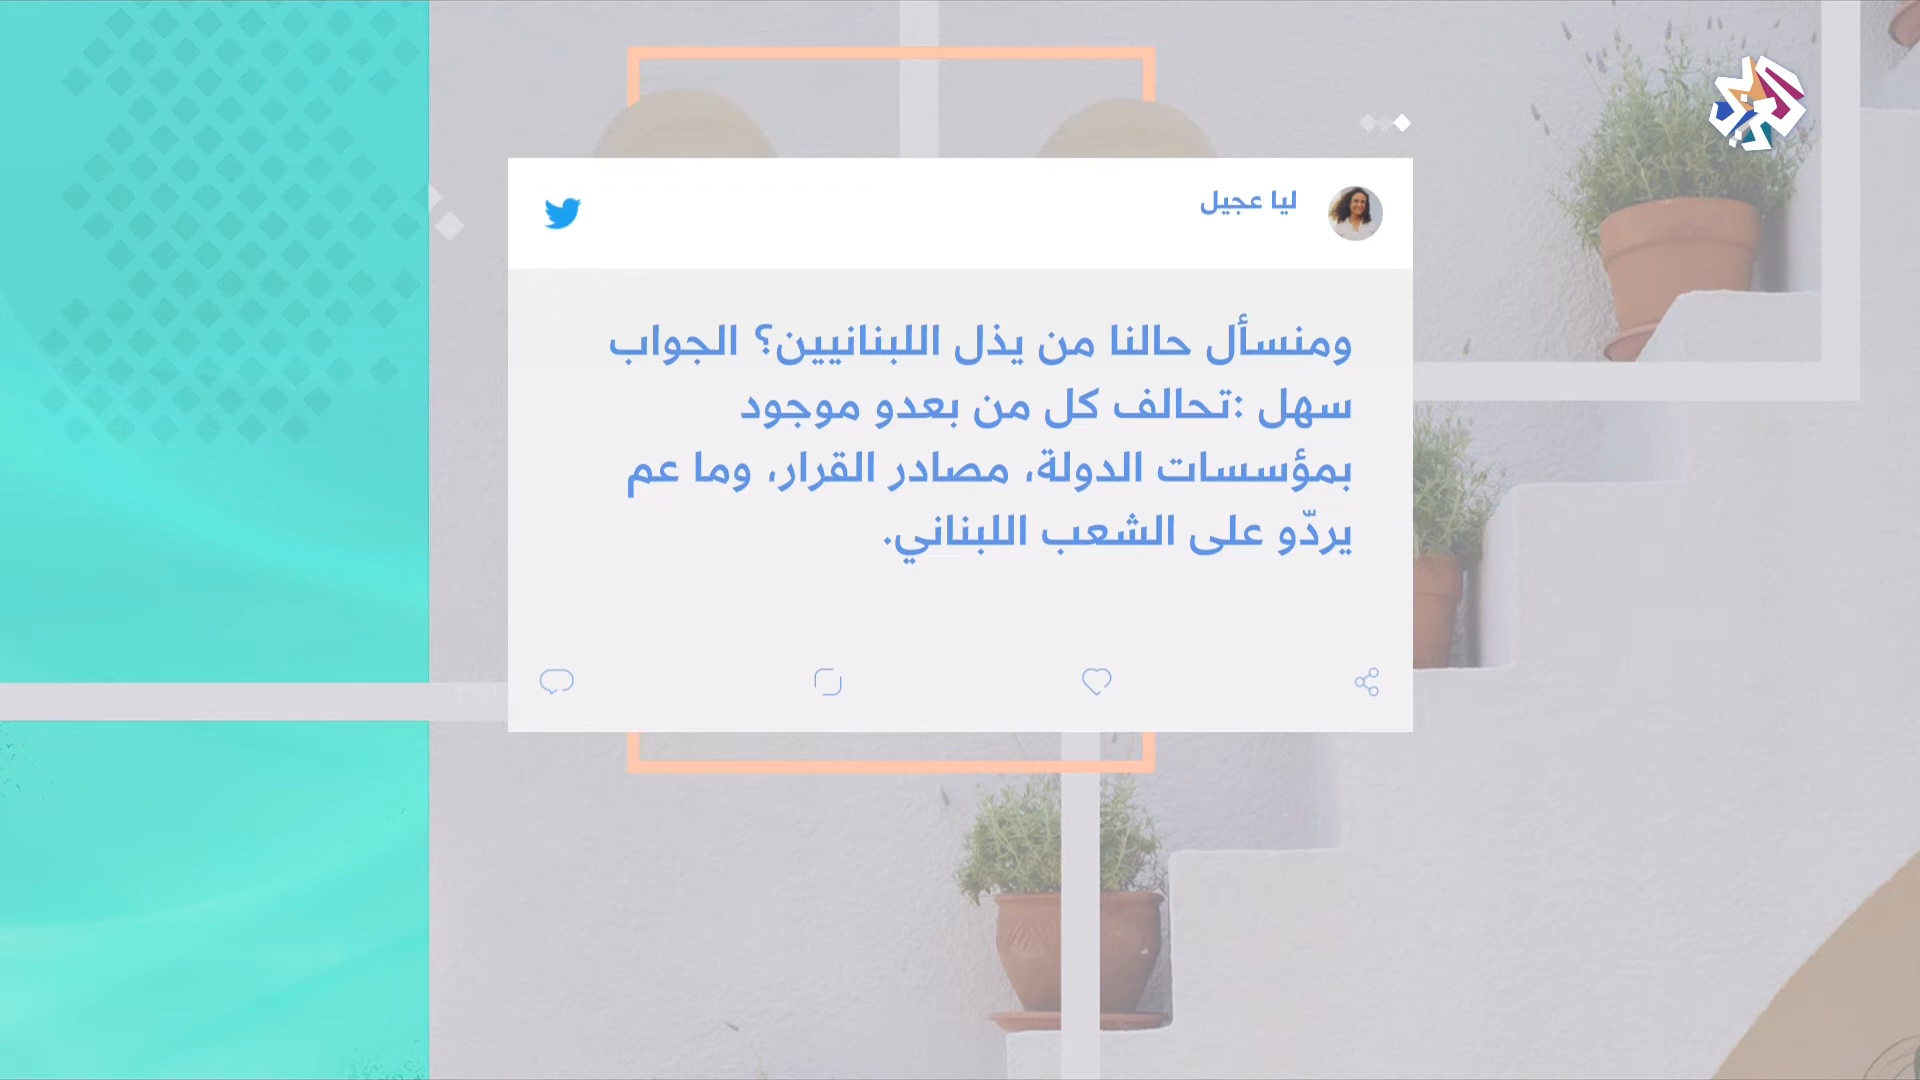 ليا عجيل
ومنسأل حالنا من يذل اللبنانيين؟ الجواب
سهل :تحالف كل من بعدو موجود
بمؤسسات الدولة، مصادر القرار، وما عم
يردّو على الشعب اللبناني.